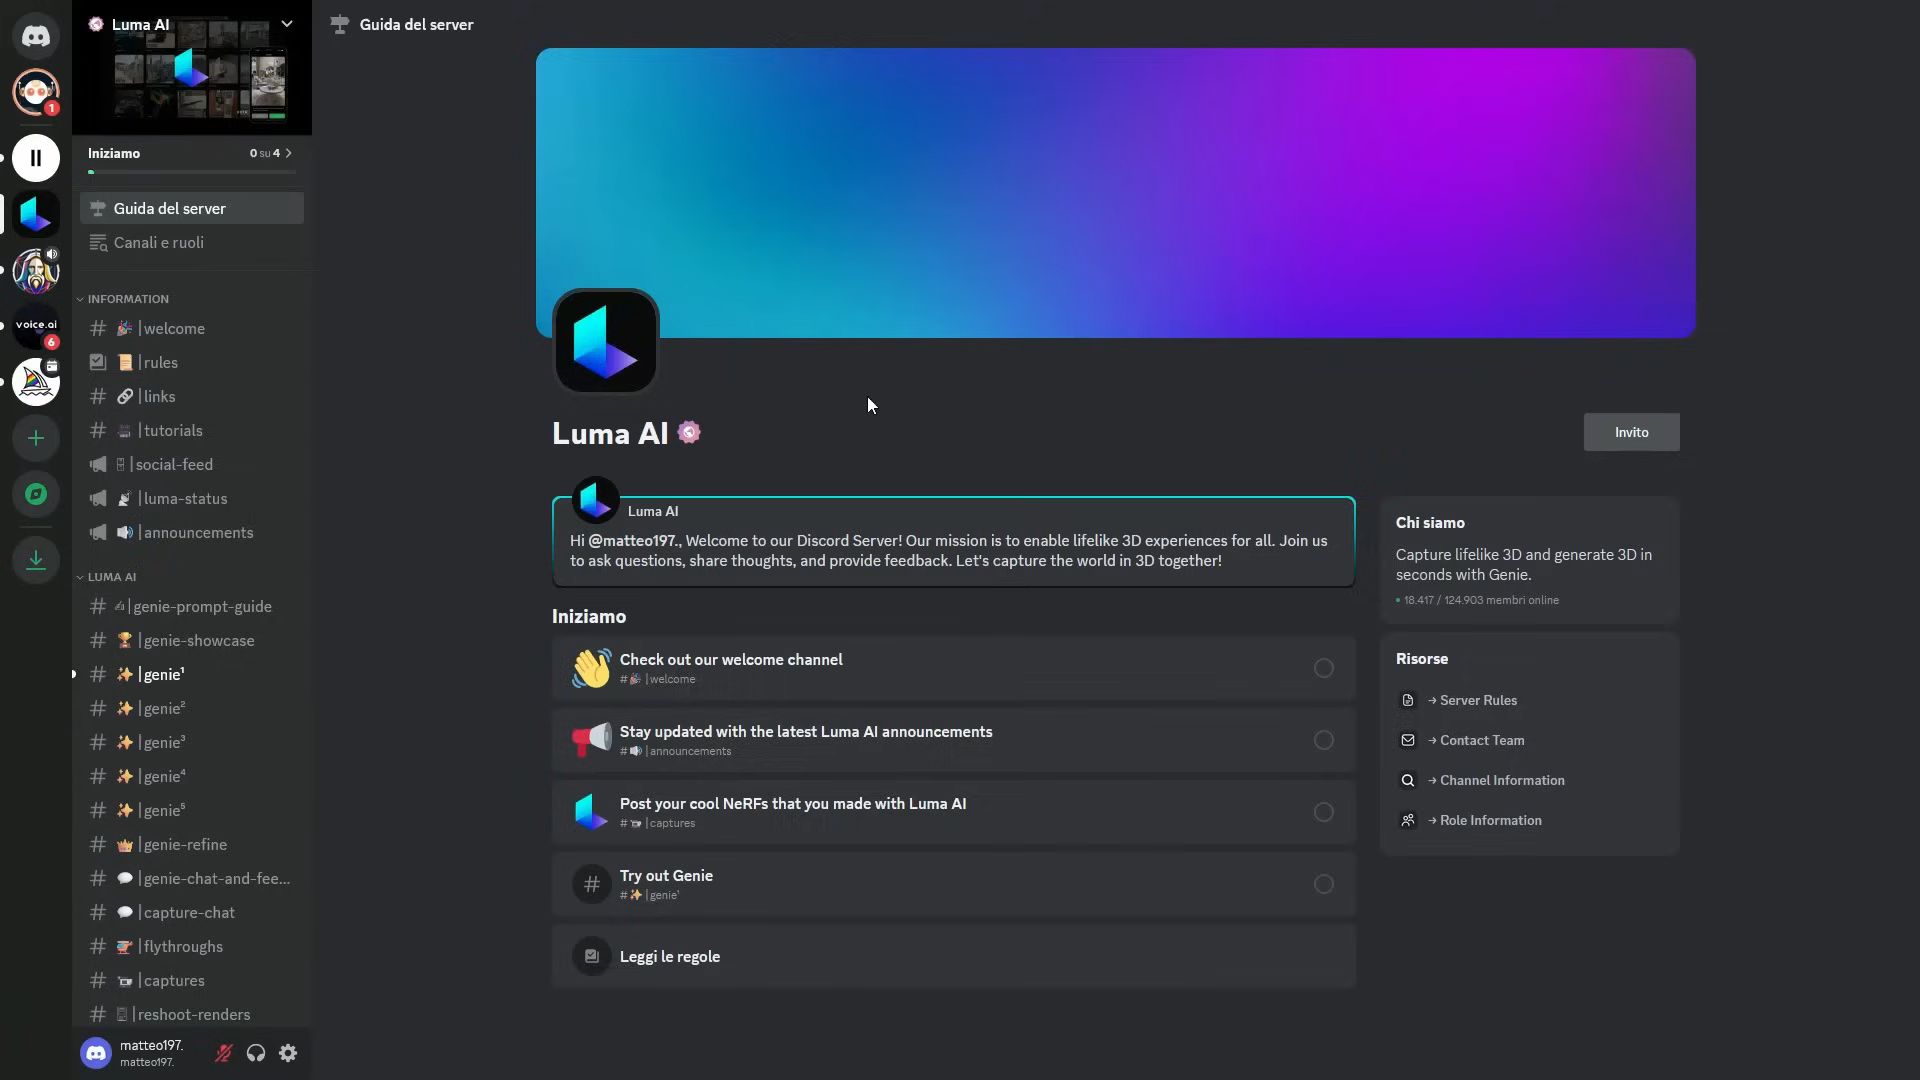 Luma AI
Guida del server
1
Iniziamo
0 su 4
Guida del server
Canali e ruoli
INFORMATION
|welcome
|rules
|links
|tutorials
|social-feed
|luma-status
|announcements
voice.ai
6
LUMA AI
|genie-prompt-guide
|genie-showcase
|genie¹
|genie²
|genie³
|genie⁴
|genie⁵
|genie-refine
|genie-chat-and-fee...
|capture-chat
|flythroughs
|captures
|reshoot-renders
matteo197.
matteo197.
Luma AI
Invito
Luma AI
Hi @matteo197., Welcome to our Discord Server! Our mission is to enable lifelike 3D experiences for all. Join us
to ask questions, share thoughts, and provide feedback. Let's capture the world in 3D together!
Iniziamo
Check out our welcome channel
# |welcome
Stay updated with the latest Luma AI announcements
# |announcements
Post your cool NeRFs that you made with Luma AI
# |captures
Try out Genie
# |genie¹
Leggi le regole
Chi siamo
Capture lifelike 3D and generate 3D in
seconds with Genie.
18.417 / 124.903 membri online
Risorse
→ Server Rules
→ Contact Team
→ Channel Information
→ Role Information